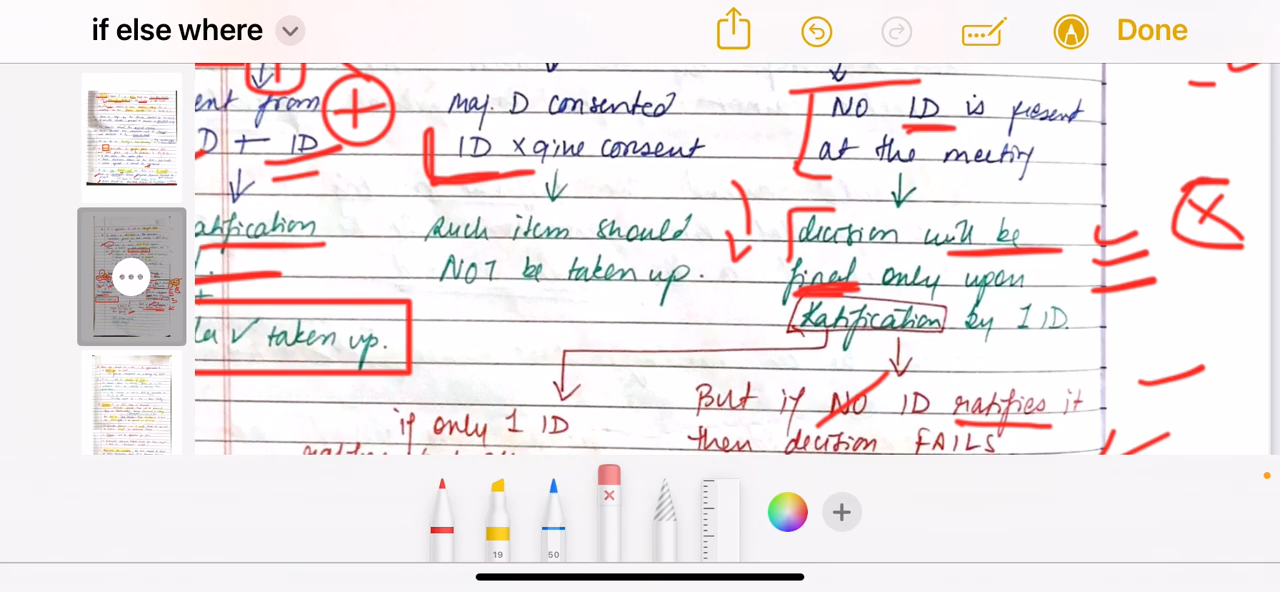 if else where
Done
ent from
D + ID
Maj. D consented
ID x give consent
NO ID is present
at the meeting
atification
such item should
NOT be taken up.
decision will be
final only upon
Ratification by 1 ID.
taken up.
if only 1 ID
But if NO ID ratifies it
then decision FAILS
19
50